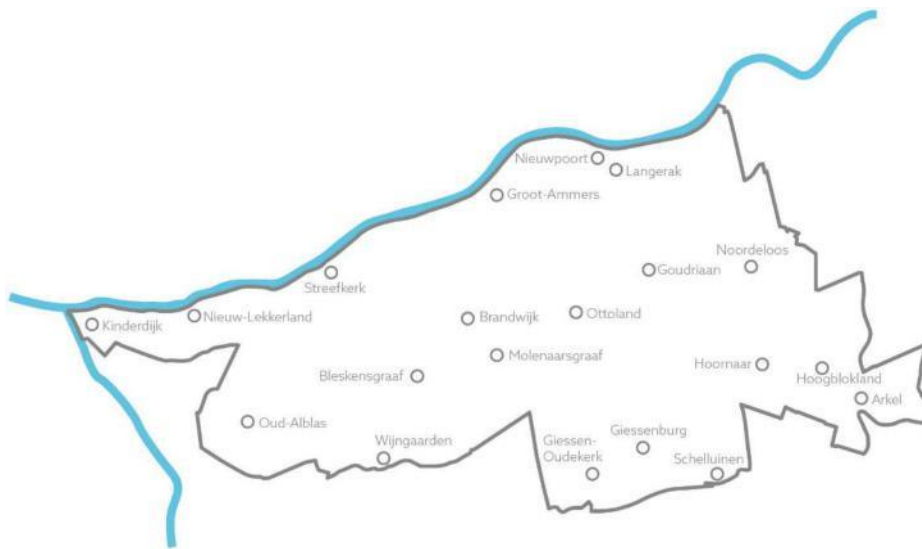 Nieuwpoort
Langerak
Groot-Ammers
Noordeloos
Goudriaan
Streefkerk
Kinderdijk
Nieuw-Lekkerland
Brandwijk
Ottoland
Molenaarsgraaf
Hoornaar
Bleskensgraaf
Hoogblokland
Arkel
Oud-Alblas
Wijngaarden
Giessen-
Oudekerk
Giessenburg
Schelluinen